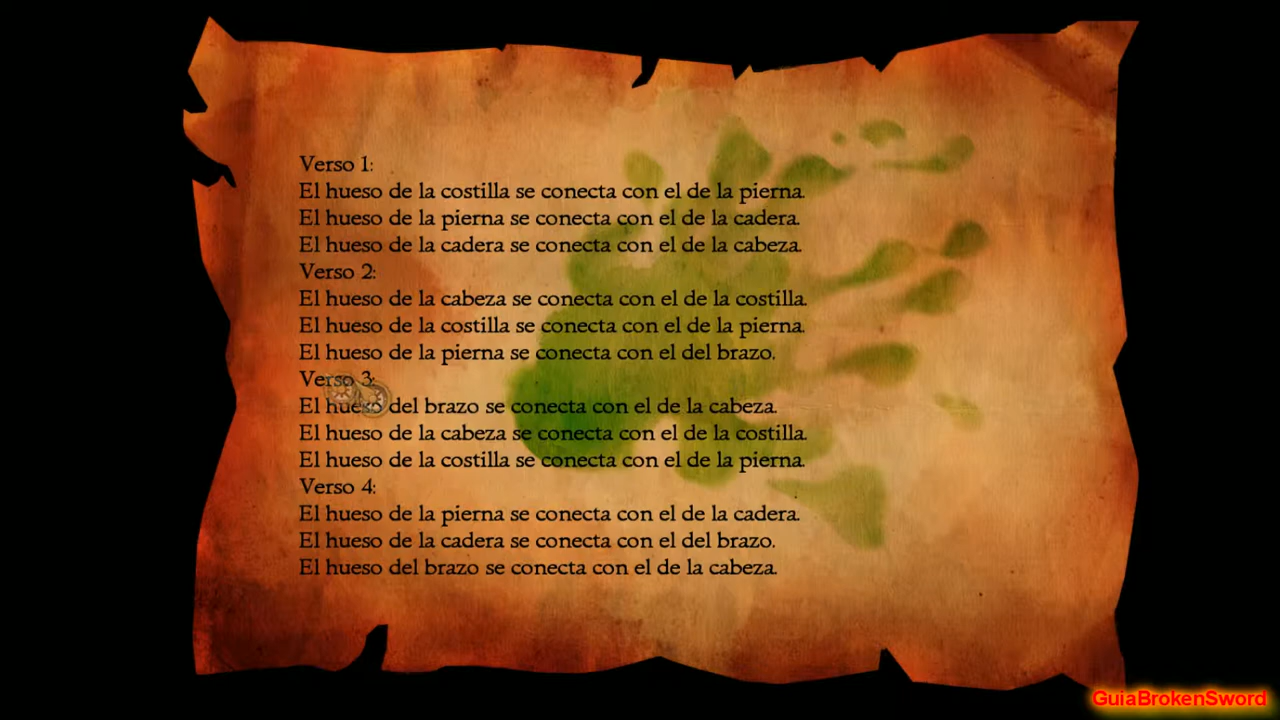 Verso 1:
El hueso de la costilla se conecta con el de la pierna.
El hueso de la pierna se conecta con el de la cadera.
El hueso de la cadera se conecta con el de la cabeza.
Verso 2:
El hueso de la cabeza se conecta con el de la costilla.
El hueso de la costilla se conecta con el de la pierna.
El hueso de la pierna se conecta con el del brazo.
Verso 3:
El hueso del brazo se conecta con el de la cabeza.
El hueso de la cabeza se conecta con el de la costilla.
El hueso de la costilla se conecta con el de la pierna.
Verso 4:
El hueso de la pierna se conecta con el de la cadera.
El hueso de la cadera se conecta con el del brazo.
El hueso del brazo se conecta con el de la cabeza.
GuiaBrokenSword